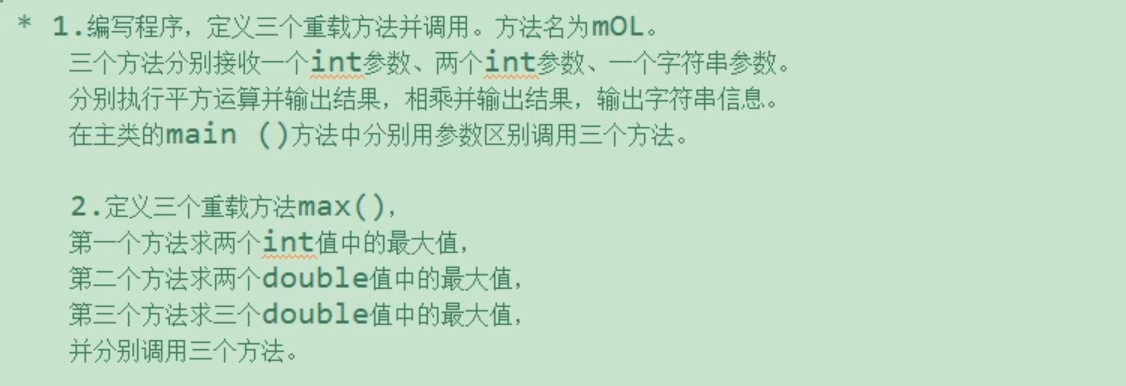 * 1.编写程序，定义三个重载方法并调用。方法名为mOL。
三个方法分别接收一个int参数、两个int参数、一个字符串参数。
分别执行平方运算并输出结果，相乘并输出结果，输出字符串信息。
在主类的main ()方法中分别用参数区别调用三个方法。
2.定义三个重载方法max()，
第一个方法求两个int值中的最大值，
第二个方法求两个double值中的最大值，
第三个方法求三个double值中的最大值，
并分别调用三个方法。